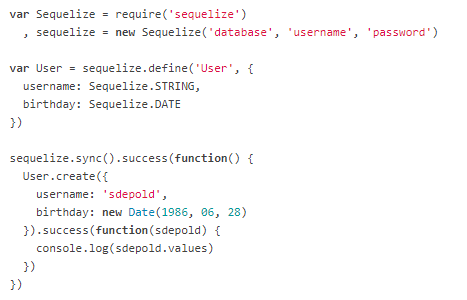 var Sequelize = require('sequelize')
  , sequelize = new Sequelize('database', 'username', 'password')

var User = sequelize.define('User', {
  username: Sequelize.STRING,
  birthday: Sequelize.DATE
})

sequelize.sync().success(function() {
  User.create({
    username: 'sdepold',
    birthday: new Date(1986, 06, 28)
  }).success(function(sdepold) {
    console.log(sdepold.values)
  })
})